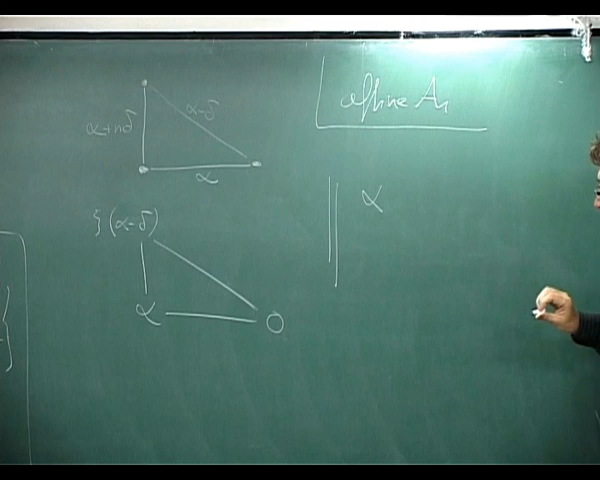 α+nδ
α-δ
α
ξ(α-δ)
α
O
affine A₁
α